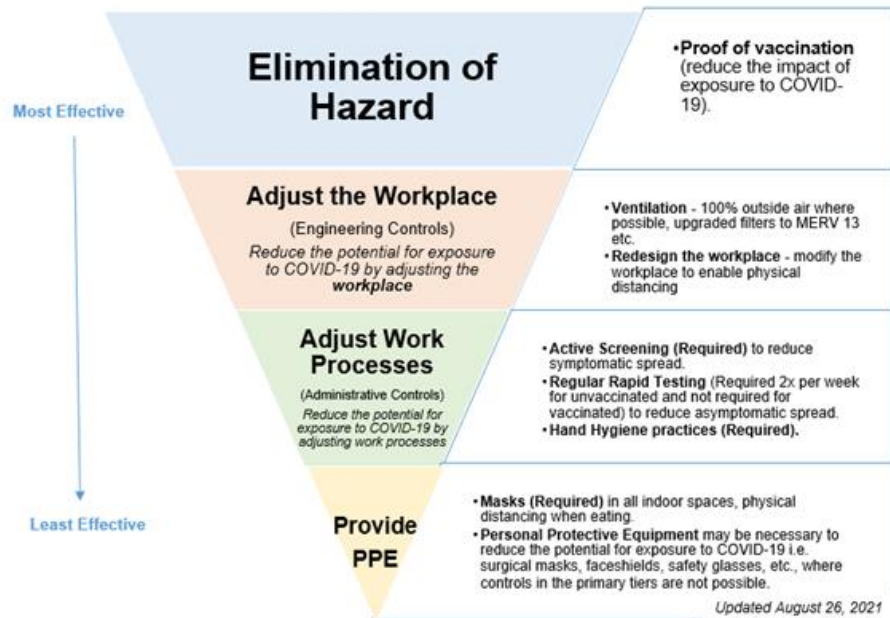 Elimination of
Hazard
•Proof of vaccination
(reduce the impact of
exposure to COVID-
19).
Most Effective
Adjust the Workplace
(Engineering Controls)
Reduce the potential for exposure
to COVID-19 by adjusting the
workplace
•Ventilation - 100% outside air where
possible, upgraded filters to MERV 13
etc.
•Redesign the workplace - modify the
workplace to enable physical
distancing
Adjust Work
Processes
(Administrative Controls)
Reduce the potential for
exposure to COVID-19 by
adjusting work processes
•Active Screening (Required) to reduce
symptomatic spread.
•Regular Rapid Testing (Required 2x per week
for unvaccinated and not required for
vaccinated) to reduce asymptomatic spread.
•Hand Hygiene practices (Required).
Least Effective
Provide
PPE
•Masks (Required) in all indoor spaces, physical
distancing when eating.
•Personal Protective Equipment may be necessary to
reduce the potential for exposure to COVID-19 i.e.
surgical masks, faceshields, safety glasses, etc., where
controls in the primary tiers are not possible.
Updated August 26, 2021